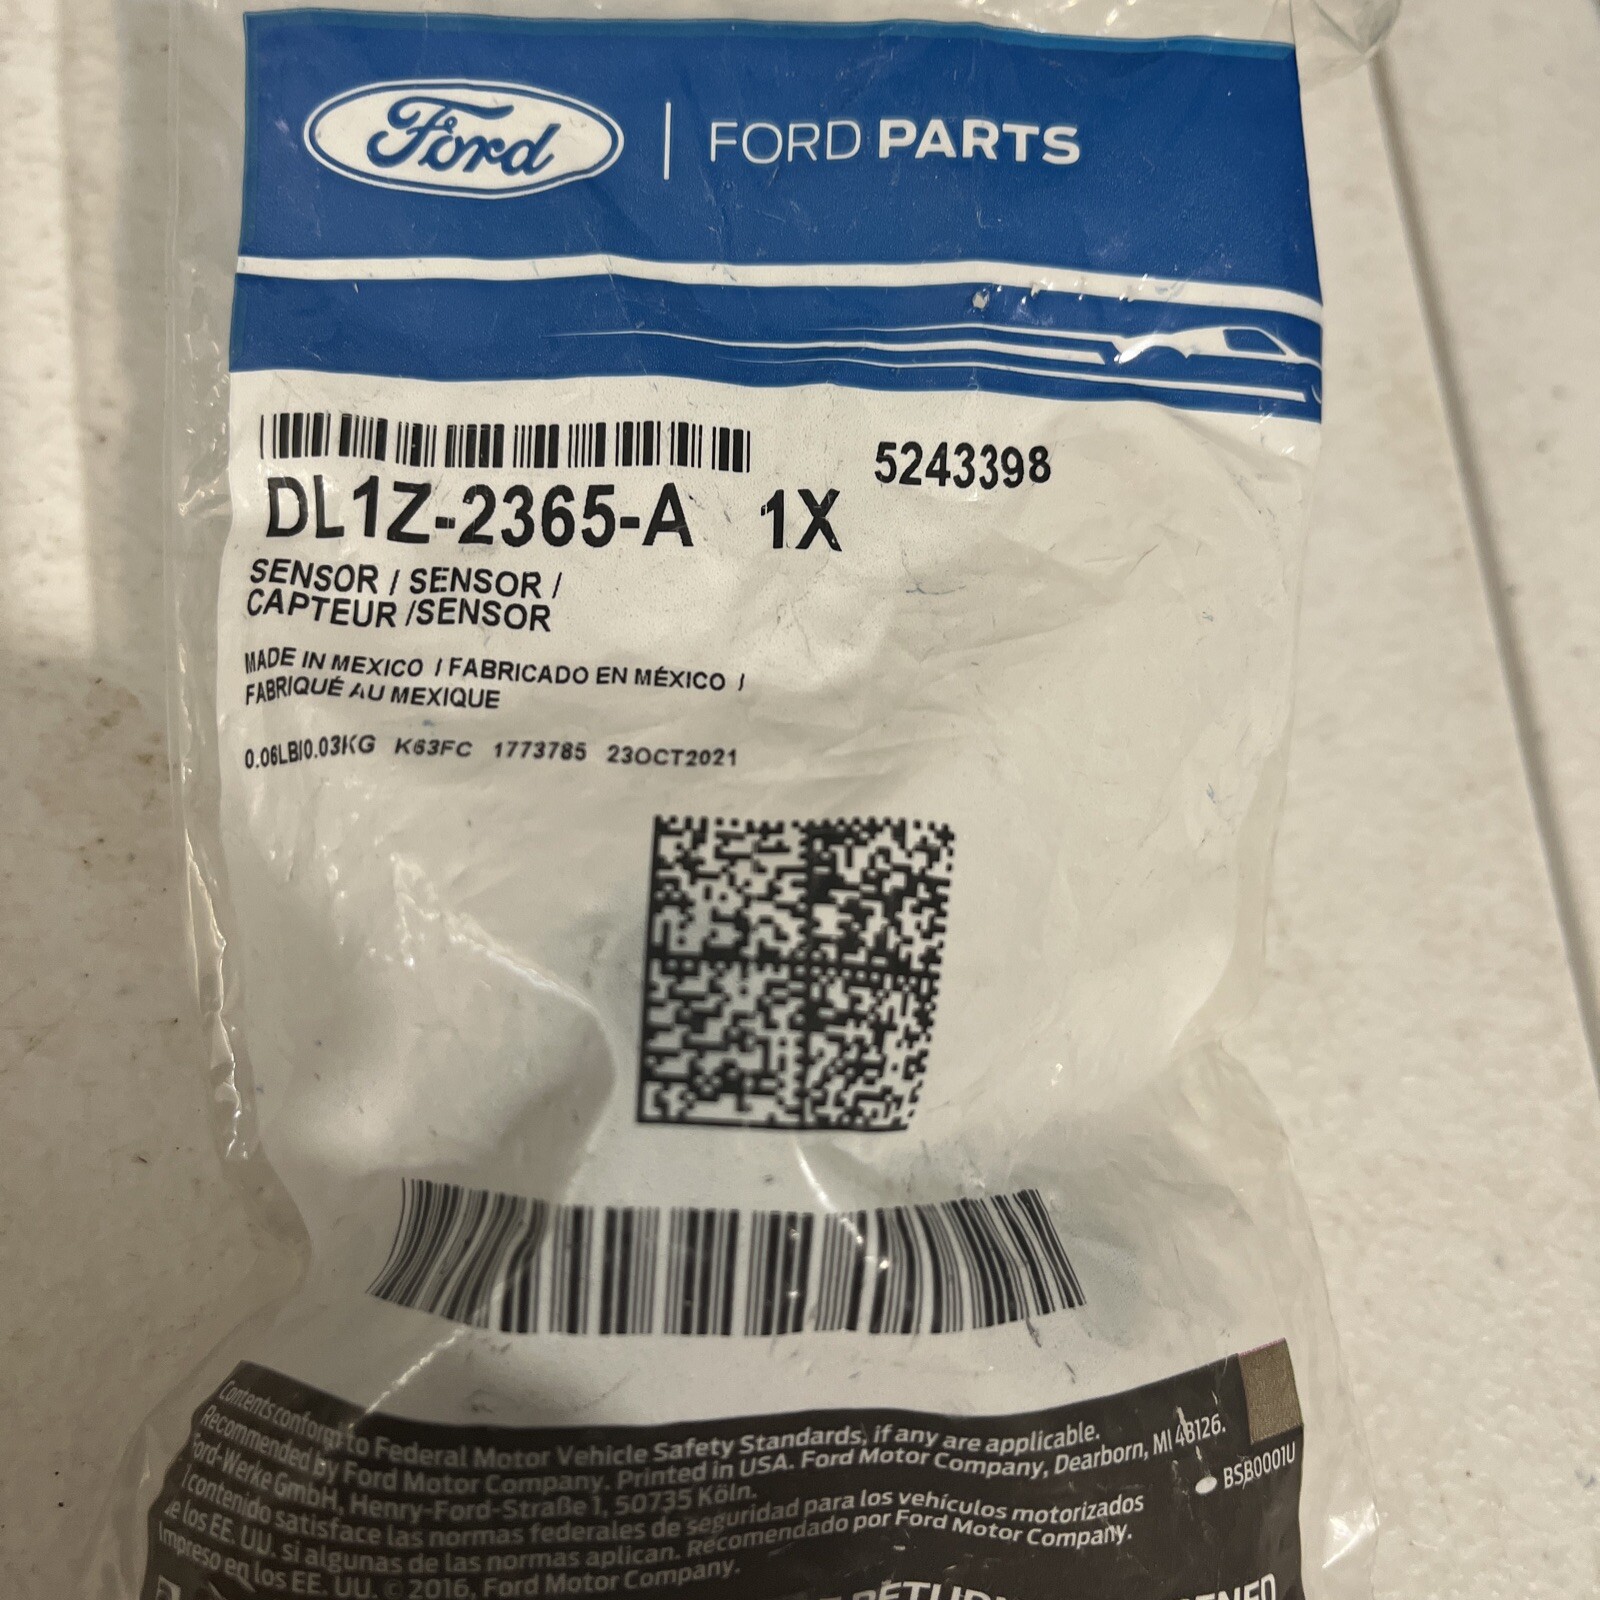 Ford | FORD PARTS
5243398
DL1Z-2365-A 1X
SENSOR / SENSOR /
CAPTEUR /SENSOR
MADE IN MEXICO / FABRICADO EN MÉXICO /
FABRIQUÉ AU MEXIQUE
0.06LB/0.03KG K63FC 1773785 23OCT2021
Contents conform to Federal Motor Vehicle Safety Standards, if any are applicable.
Recommended by Ford Motor Company. Printed in USA. Ford Motor Company, Dearborn, MI 48126.
Ford-Werke GmbH, Henry-Ford-Straße 1, 50735 Köln.
BSB0001U
l contenido satisface las normas federales de seguridad para los vehículos motorizados
de los EE. UU. si algunas de las normas aplican. Recomendado por Ford Motor Company.
Impreso en los EE. UU. © 2016, Ford Motor Company.